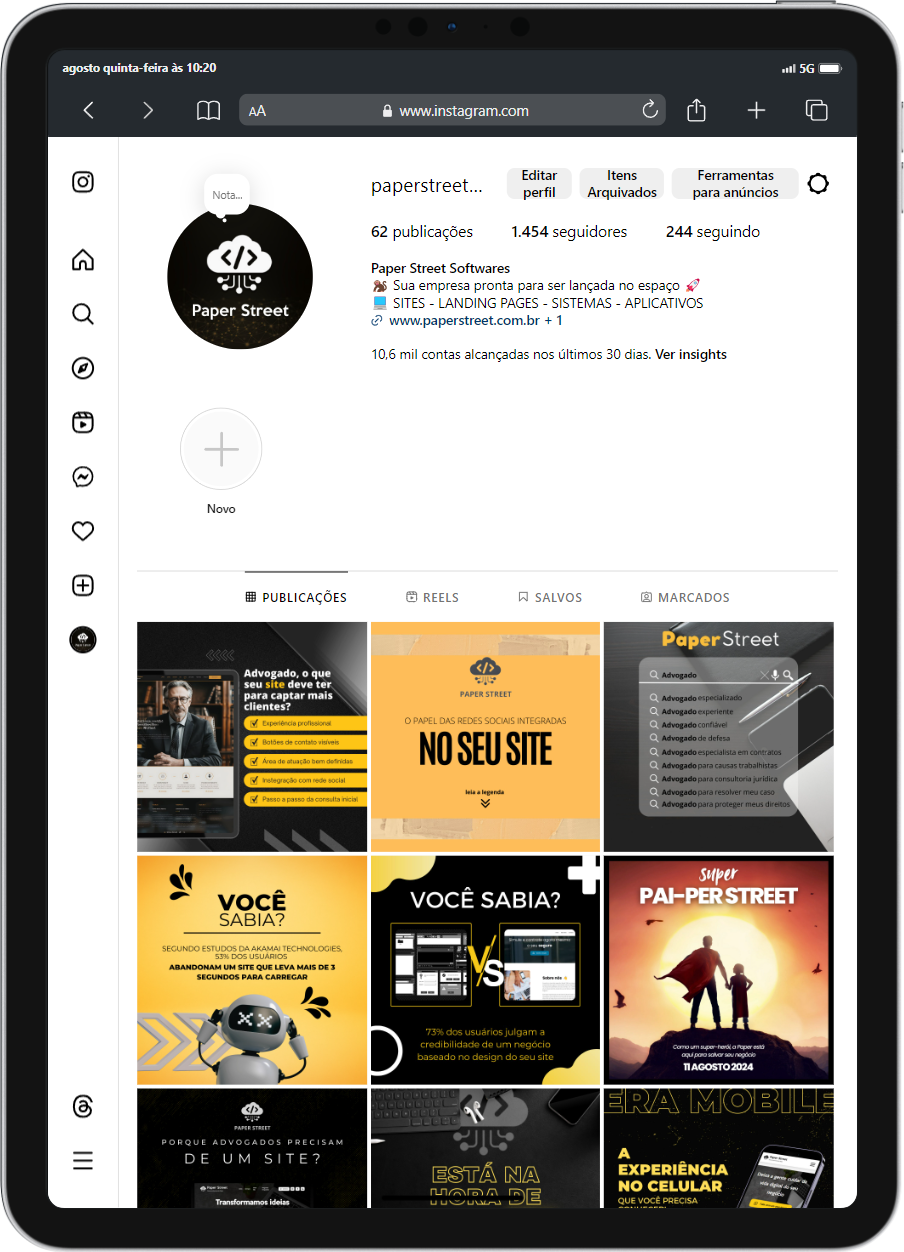 agosto quinta-feira às 10:20
5G
AA
www.instagram.com
Nota...
Paper Street
paperstreet...
Editar perfil
Itens Arquivados
Ferramentas para anúncios
62 publicações
1.454 seguidores
244 seguindo
Paper Street Softwares
Sua empresa pronta para ser lançada no espaço
SITES - LANDING PAGES - SISTEMAS - APLICATIVOS
www.paperstreet.com.br + 1
10,6 mil contas alcançadas nos últimos 30 dias. Ver insights
Novo
PUBLICAÇÕES
REELS
SALVOS
MARCADOS
Advogado, o que
seu site deve ter
para captar mais
clientes?
Experiência profissional
Botões de contato visíveis
Área de atuação bem definidas
Instegração com rede social
Passo a passo da consulta inicial
PAPER STREET
O PAPEL DAS REDES SOCIAIS INTEGRADAS
NO SEU SITE
leia a legenda
PaperStreet
Advogado
Advogado especializado
Advogado experiente
Advogado confiável
Advogado de defesa
Advogado especialista em contratos
Advogado para causas trabalhistas
Advogado para consultoria jurídica
Advogado para resolver meu caso
Advogado para proteger meus direitos
VOCÊ
SABIA?
SEGUNDO ESTUDOS DA AKAMAI TECHNOLOGIES,
53% DOS USUÁRIOS
ABANDONAM UM SITE QUE LEVA MAIS DE 3
SEGUNDOS PARA CARREGAR
VOCÊ SABIA?
VS
Sobre nós
73% dos usuários julgam a
credibilidade de um negócio
baseado no design do seu site
Super
PAI-PER STREET
Como um super-herói, a Paper está
aqui para salvar seu negócio
11 AGOSTO 2024
PAPER STREET
PORQUE ADVOGADOS PRECISAM
DE UM SITE?
Transformamos ideias
ESTÁ NA
HORA DE
ERA MOBILE
A
EXPERIÊNCIA
NO CELULAR
QUE VOCÊ PRECISA